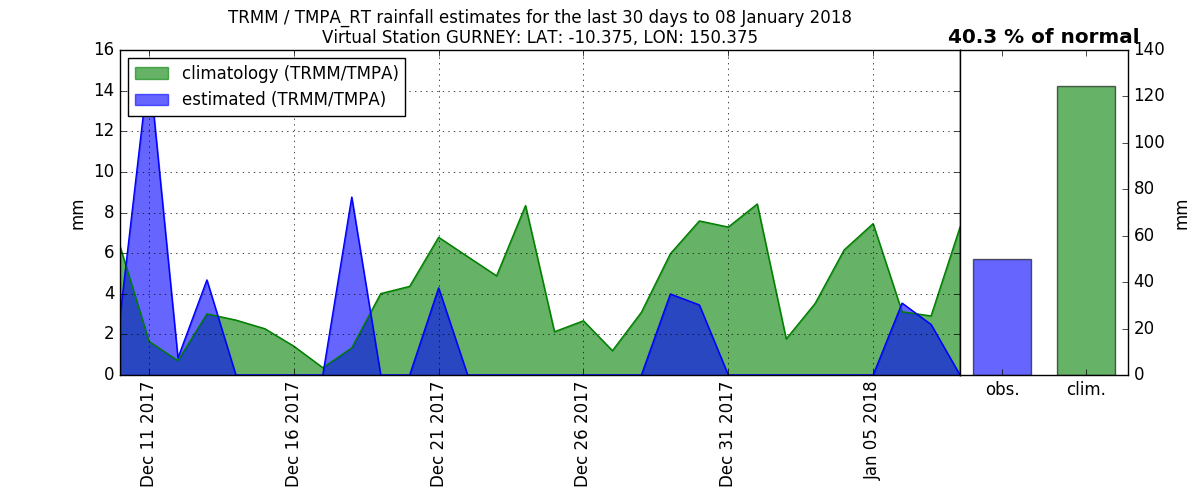 TRMM / TMPA_RT rainfall estimates for the last 30 days to 08 January 2018
Virtual Station GURNEY: LAT: -10.375, LON: 150.375
40.3 % of normal
climatology (TRMM/TMPA)
estimated (TRMM/TMPA)
16
14
12
10
8
6
4
2
0
mm
Dec 11 2017
Dec 16 2017
Dec 21 2017
Dec 26 2017
Dec 31 2017
Jan 05 2018
140
120
100
80
60
40
20
0
mm
obs.
clim.